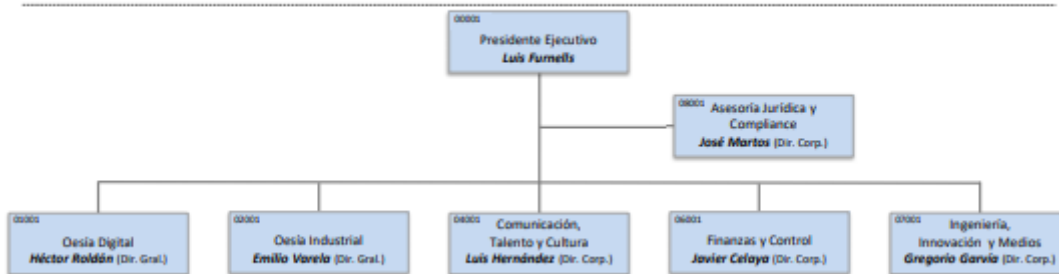 00001
Presidente Ejecutivo
Luis Furnells
08001 Asesoría Jurídica y
Compliance
José Martos (Dir. Corp.)
01001
Oesía Digital
Héctor Roldán (Dir. Gral.)
02001
Oesía Industrial
Emilio Varela (Dir. Gral.)
04001
Comunicación,
Talento y Cultura
Luis Hernández (Dir. Corp.)
06001
Finanzas y Control
Javier Celaya (Dir. Corp.)
07001
Ingeniería,
Innovación y Medios
Gregorio Garvía (Dir. Corp.)